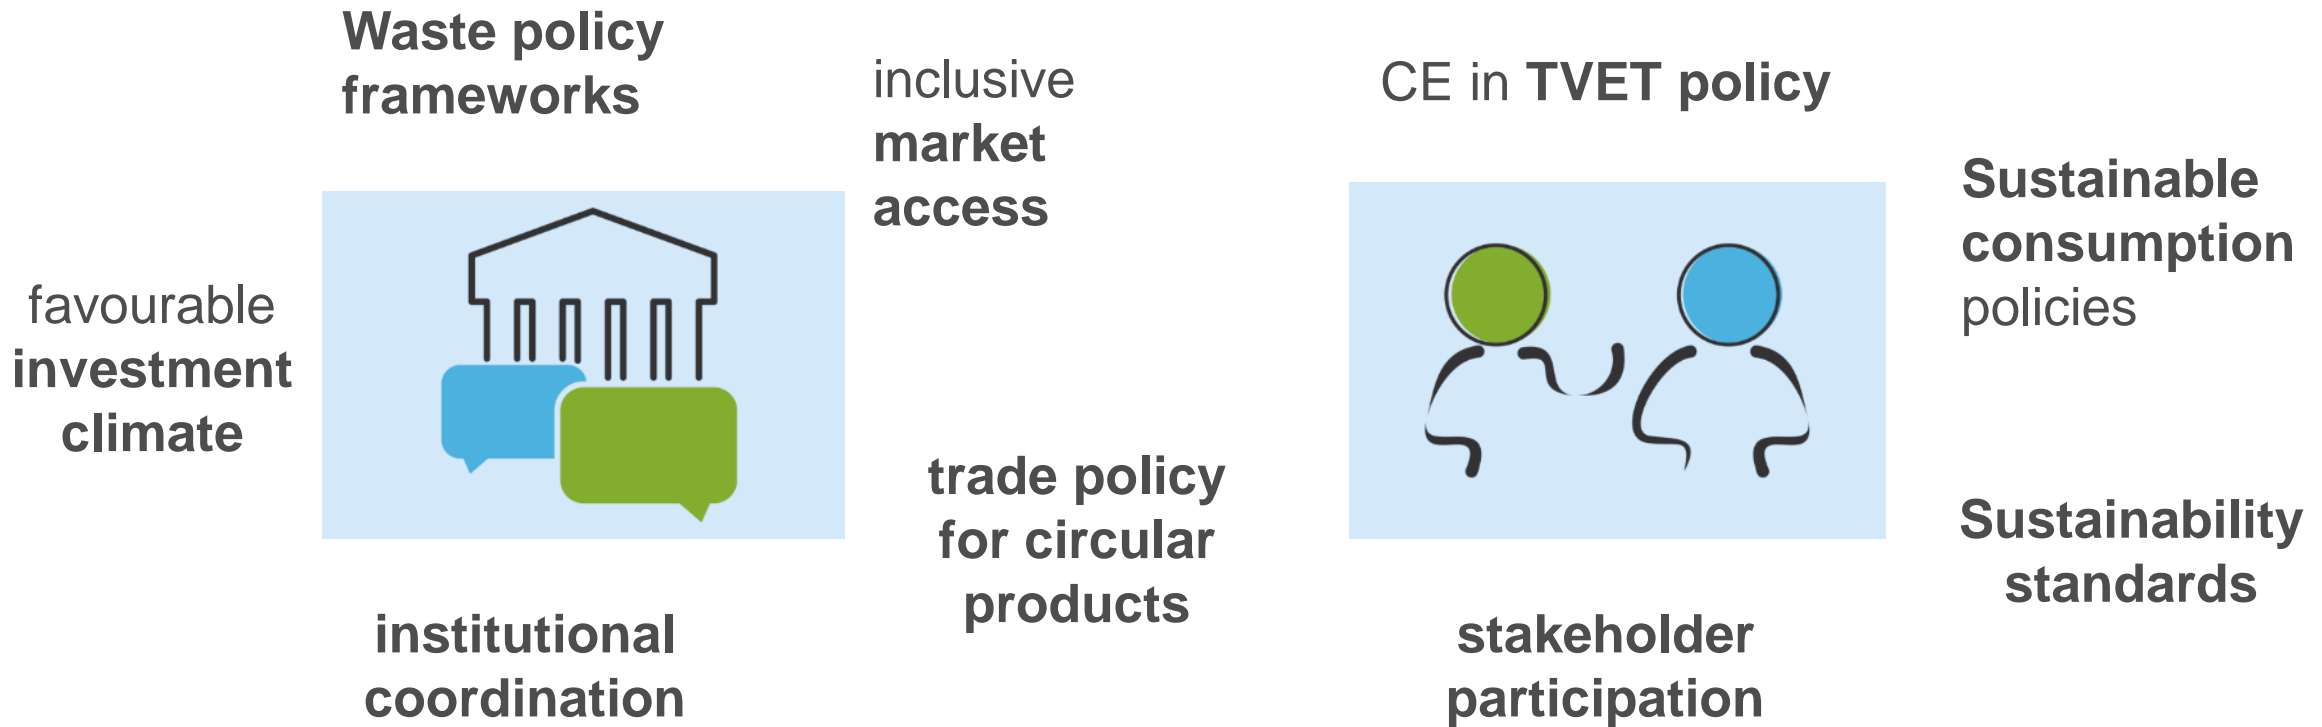 Waste policy
frameworks
inclusive
market
access
CE in TVET policy
Sustainable
consumption
policies
favourable
investment
climate
trade policy
for circular
products
Sustainability
standards
institutional
coordination
stakeholder
participation